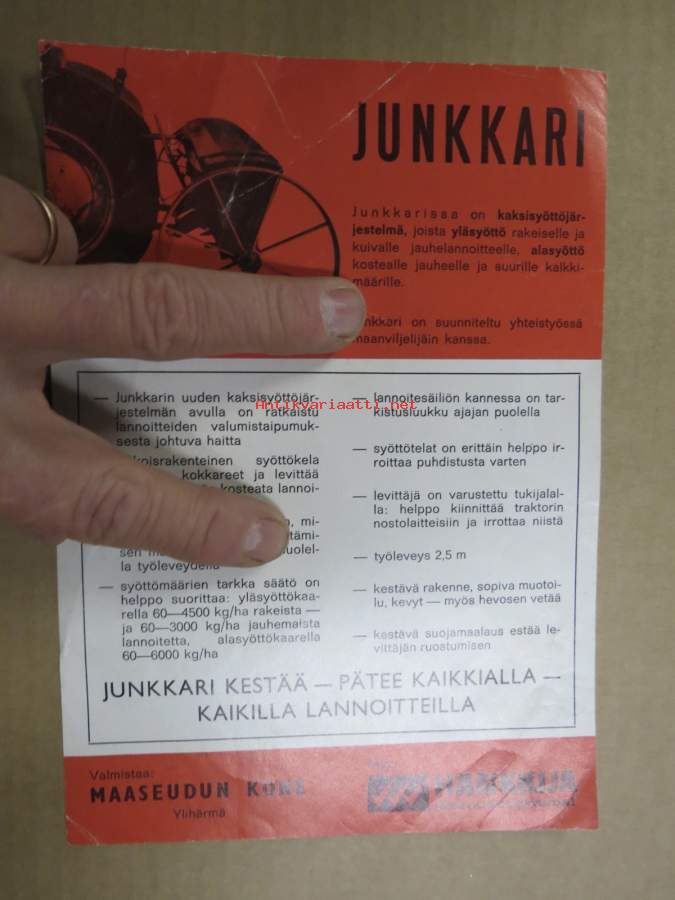 JUNKKARI
Junkkarissa on kaksisyöttöjär-
jestelmä, joista yläsyöttö rakeiselle ja
kuivalle jauhelannoitteelle, alasyöttö
kostealle jauheelle ja suurille kalkki-
määrille.
on suunniteltu yhteistyössä
maanviljelijäin kanssa.
— Junkkarin uuden kaksisyöttöjär-
jestelmän avulla on ratkaistu
lannoitteiden valumistaipumuk-
sesta johtuva haitta
syöttökela
kokkareet ja levittää
kosteata lannoi-
mi-
sen
la työleveydellä
— syöttömäärien tarkka säätö on
helppo suorittaa: yläsyöttökaa-
rella 60—4500 kg/ha rakeista —
ja 60—3000 kg/ha jauhemaista
lannoitetta, alasyöttökaarella
60—6000 kg/ha
— lannoitesäiliön kannessa on tar-
kistusluukku ajajan puolella
— syöttötelat on erittäin helppo ir-
roittaa puhdistusta varten
— levittäjä on varustettu tukijalal-
la: helppo kiinnittää traktorin
nostolaitteisiin ja irrottaa niistä
— työleveys 2,5 m
— kestävä rakenne, sopiva muotoi-
lu, kevyt — myös hevosen vetää
— kestävä suojamaalaus estää le-
vittäjän ruostumisen
JUNKKARI KESTÄÄ — PÄTEE KAIKKIALLA —
KAIKILLA LANNOITTEILLA
Valmistaa:
MAASEUDUN KONE
Ylihärmä
HANKKIJA
Antikvariaatti.net